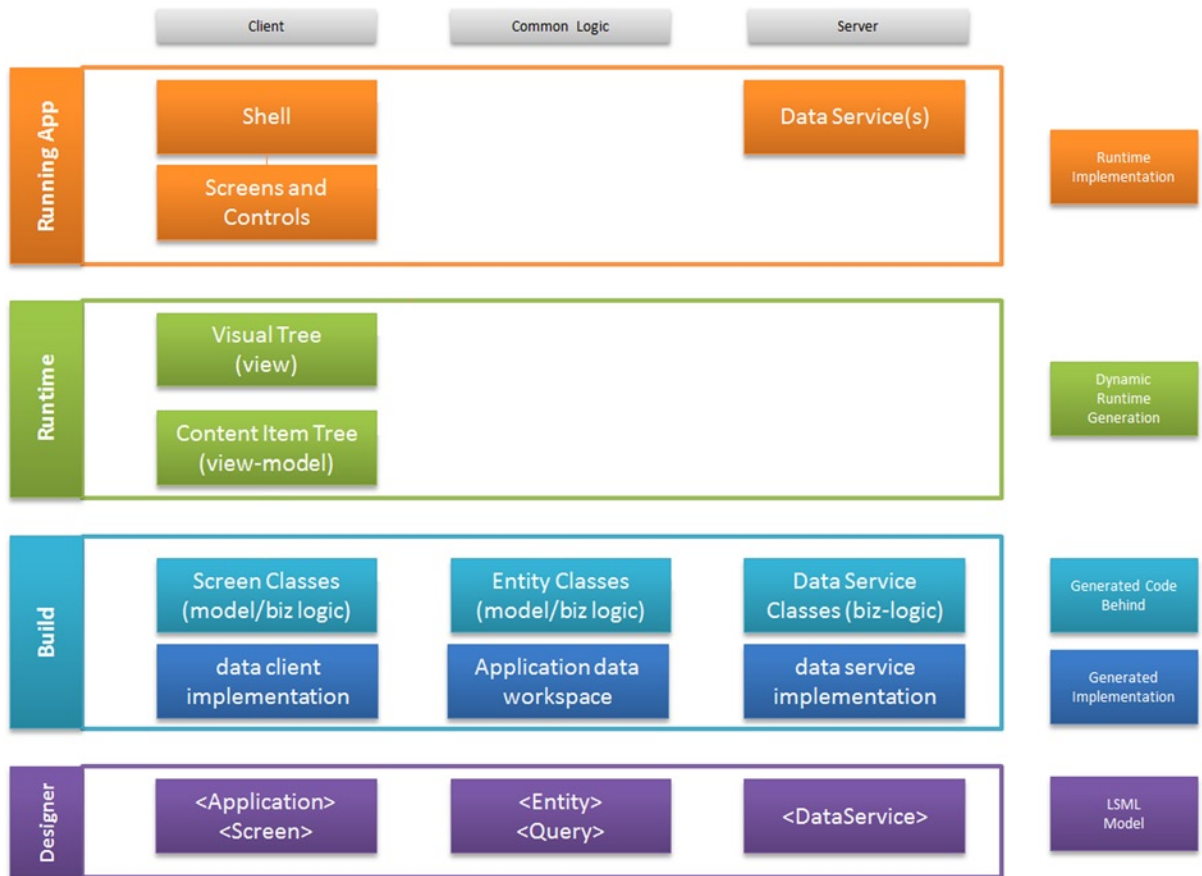 Client
Common Logic
Server
Running App
Shell
Data Service(s)
Screens and
Controls
Runtime
Implementation
Runtime
Visual Tree
(view)
Content Item Tree
(view-model)
Dynamic
Runtime
Generation
Build
Screen Classes
(model/biz logic)
Entity Classes
(model/biz logic)
Data Service
Classes (biz-logic)
Generated Code
Behind
data client
implementation
Application data
workspace
data service
implementation
Generated
Implementation
Designer
<Application>
<Screen>
<Entity>
<Query>
<DataService>
LSML
Model